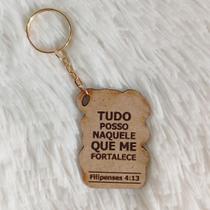 TUDO
POSSO
NAQUELE
QUE ME
FORTALECE
Filipenses 4:13